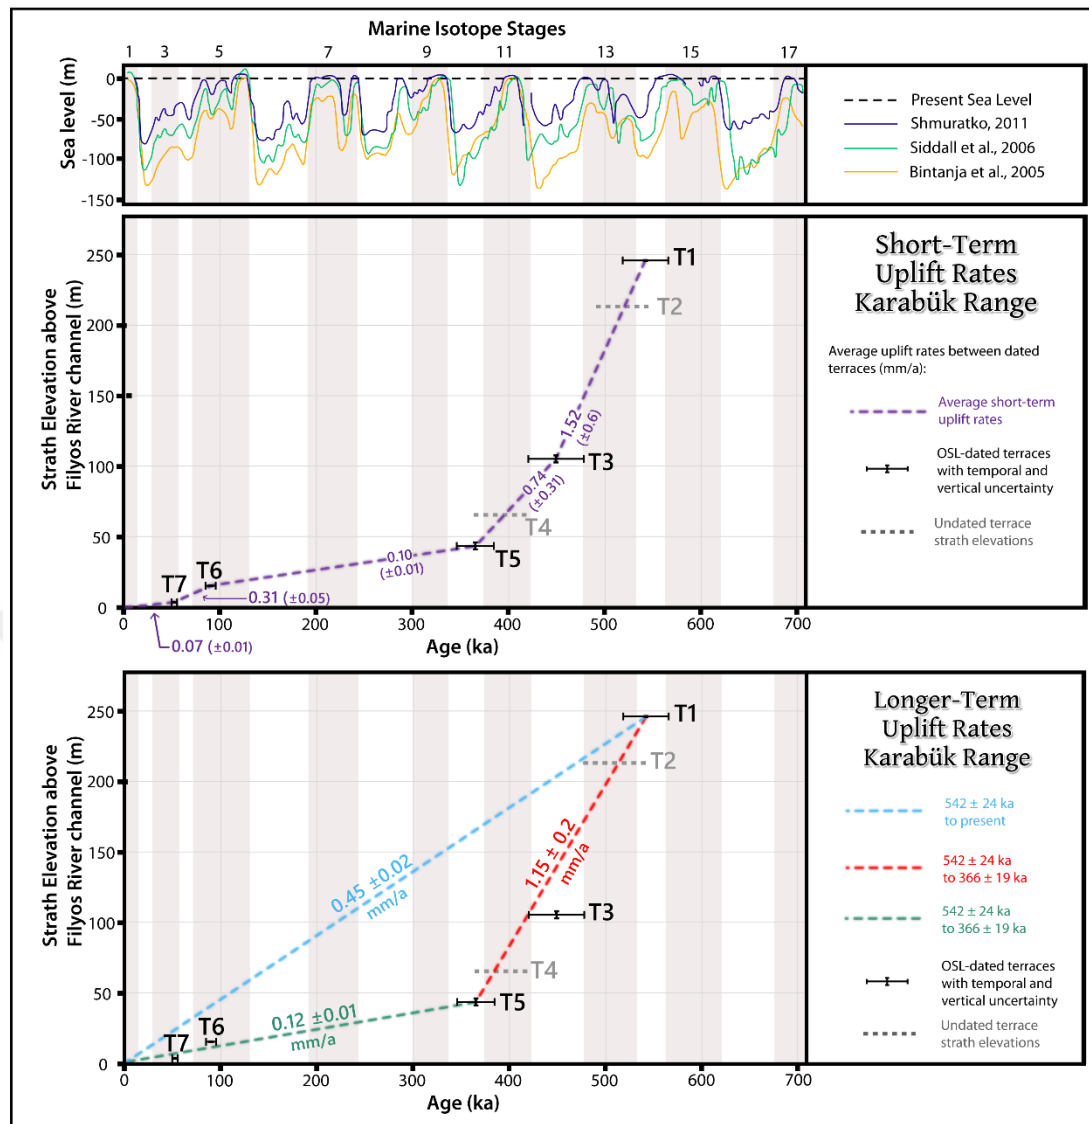 Marine Isotope Stages
1 3 5 7 9 11 13 15 17
Sea level (m)
0
-50
-100
-150
Present Sea Level
Shmuratko, 2011
Siddall et al., 2006
Bintanja et al., 2005
Strath Elevation above
Filyos River channel (m)
250
200
150
100
50
0
T1
T2
1.52
(±0.6)
T3
0.74
(±0.31)
T4
T5
0.10
(±0.01)
T6
T7
0.31 (±0.05)
0.07 (±0.01)
0 100 200 300 400 500 600 700
Age (ka)
Short-Term
Uplift Rates
Karabük Range
Average uplift rates between dated
terraces (mm/a):
Average short-term
uplift rates
OSL-dated terraces
with temporal and
vertical uncertainty
Undated terrace
strath elevations
Strath Elevation above
Filyos River channel (m)
250
200
150
100
50
0
T1
T2
1.15 ± 0.2
mm/a
0.45 ±0.02
mm/a
T3
T4
T5
0.12 ±0.01
mm/a
T6
T7
0 100 200 300 400 500 600 700
Age (ka)
Longer-Term
Uplift Rates
Karabük Range
542 ± 24 ka
to present
542 ± 24 ka
to 366 ± 19 ka
542 ± 24 ka
to 366 ± 19 ka
OSL-dated terraces
with temporal and
vertical uncertainty
Undated terrace
strath elevations